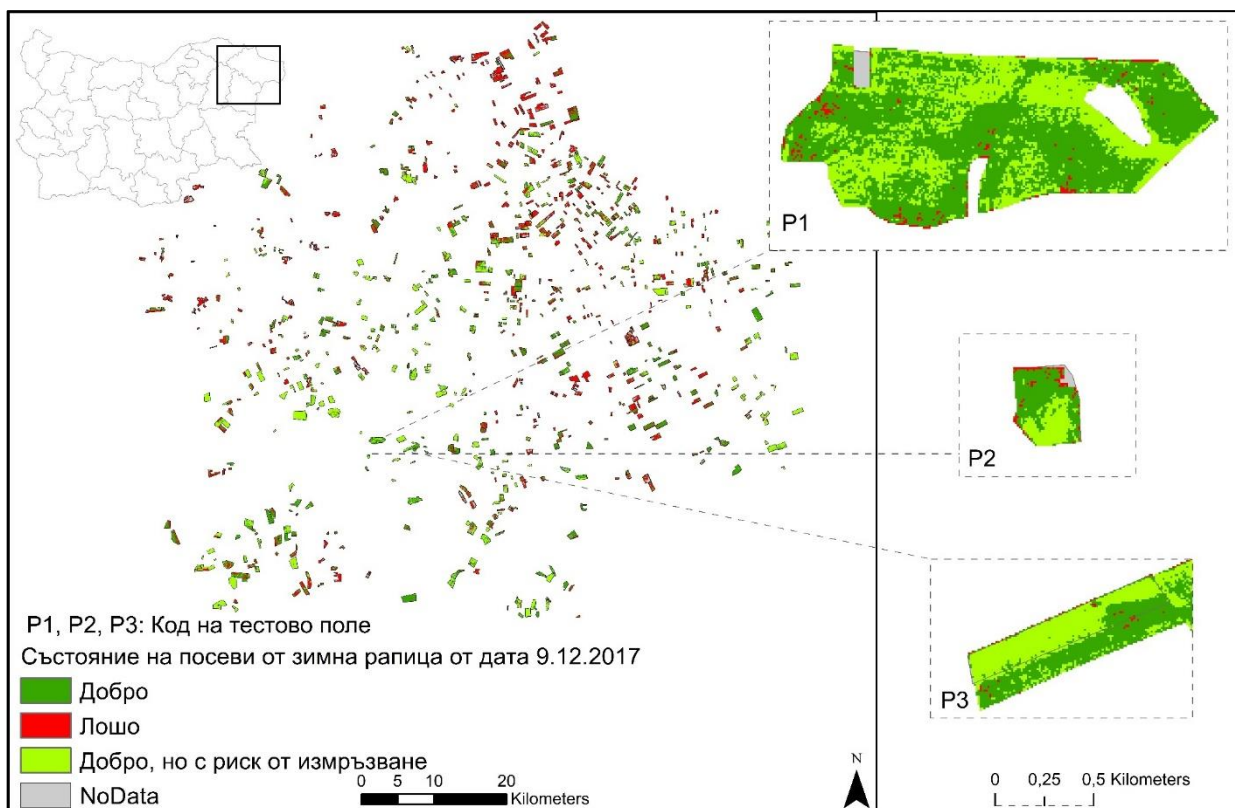 P1
P2
P3
P1, P2, P3: Код на тестово поле
Състояние на посеви от зимна рапица от дата 9.12.2017
Добро
Лошо
Добро, но с риск от измръзване
NoData
0 5 10 20
Kilometers
N
0 0,25 0,5 Kilometers